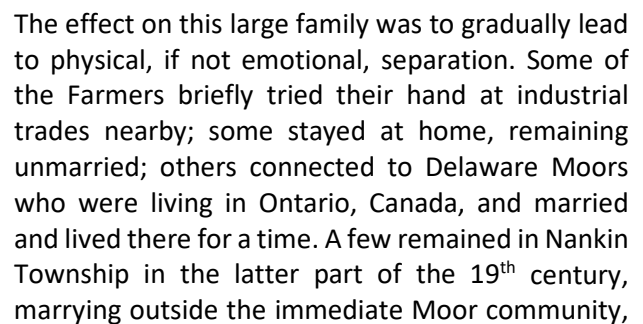 The effect on this large family was to gradually lead
to physical, if not emotional, separation. Some of
the Farmers briefly tried their hand at industrial
trades nearby; some stayed at home, remaining
unmarried; others connected to Delaware Moors
who were living in Ontario, Canada, and married
and lived there for a time. A few remained in Nankin
Township in the latter part of the 19th century,
marrying outside the immediate Moor community,